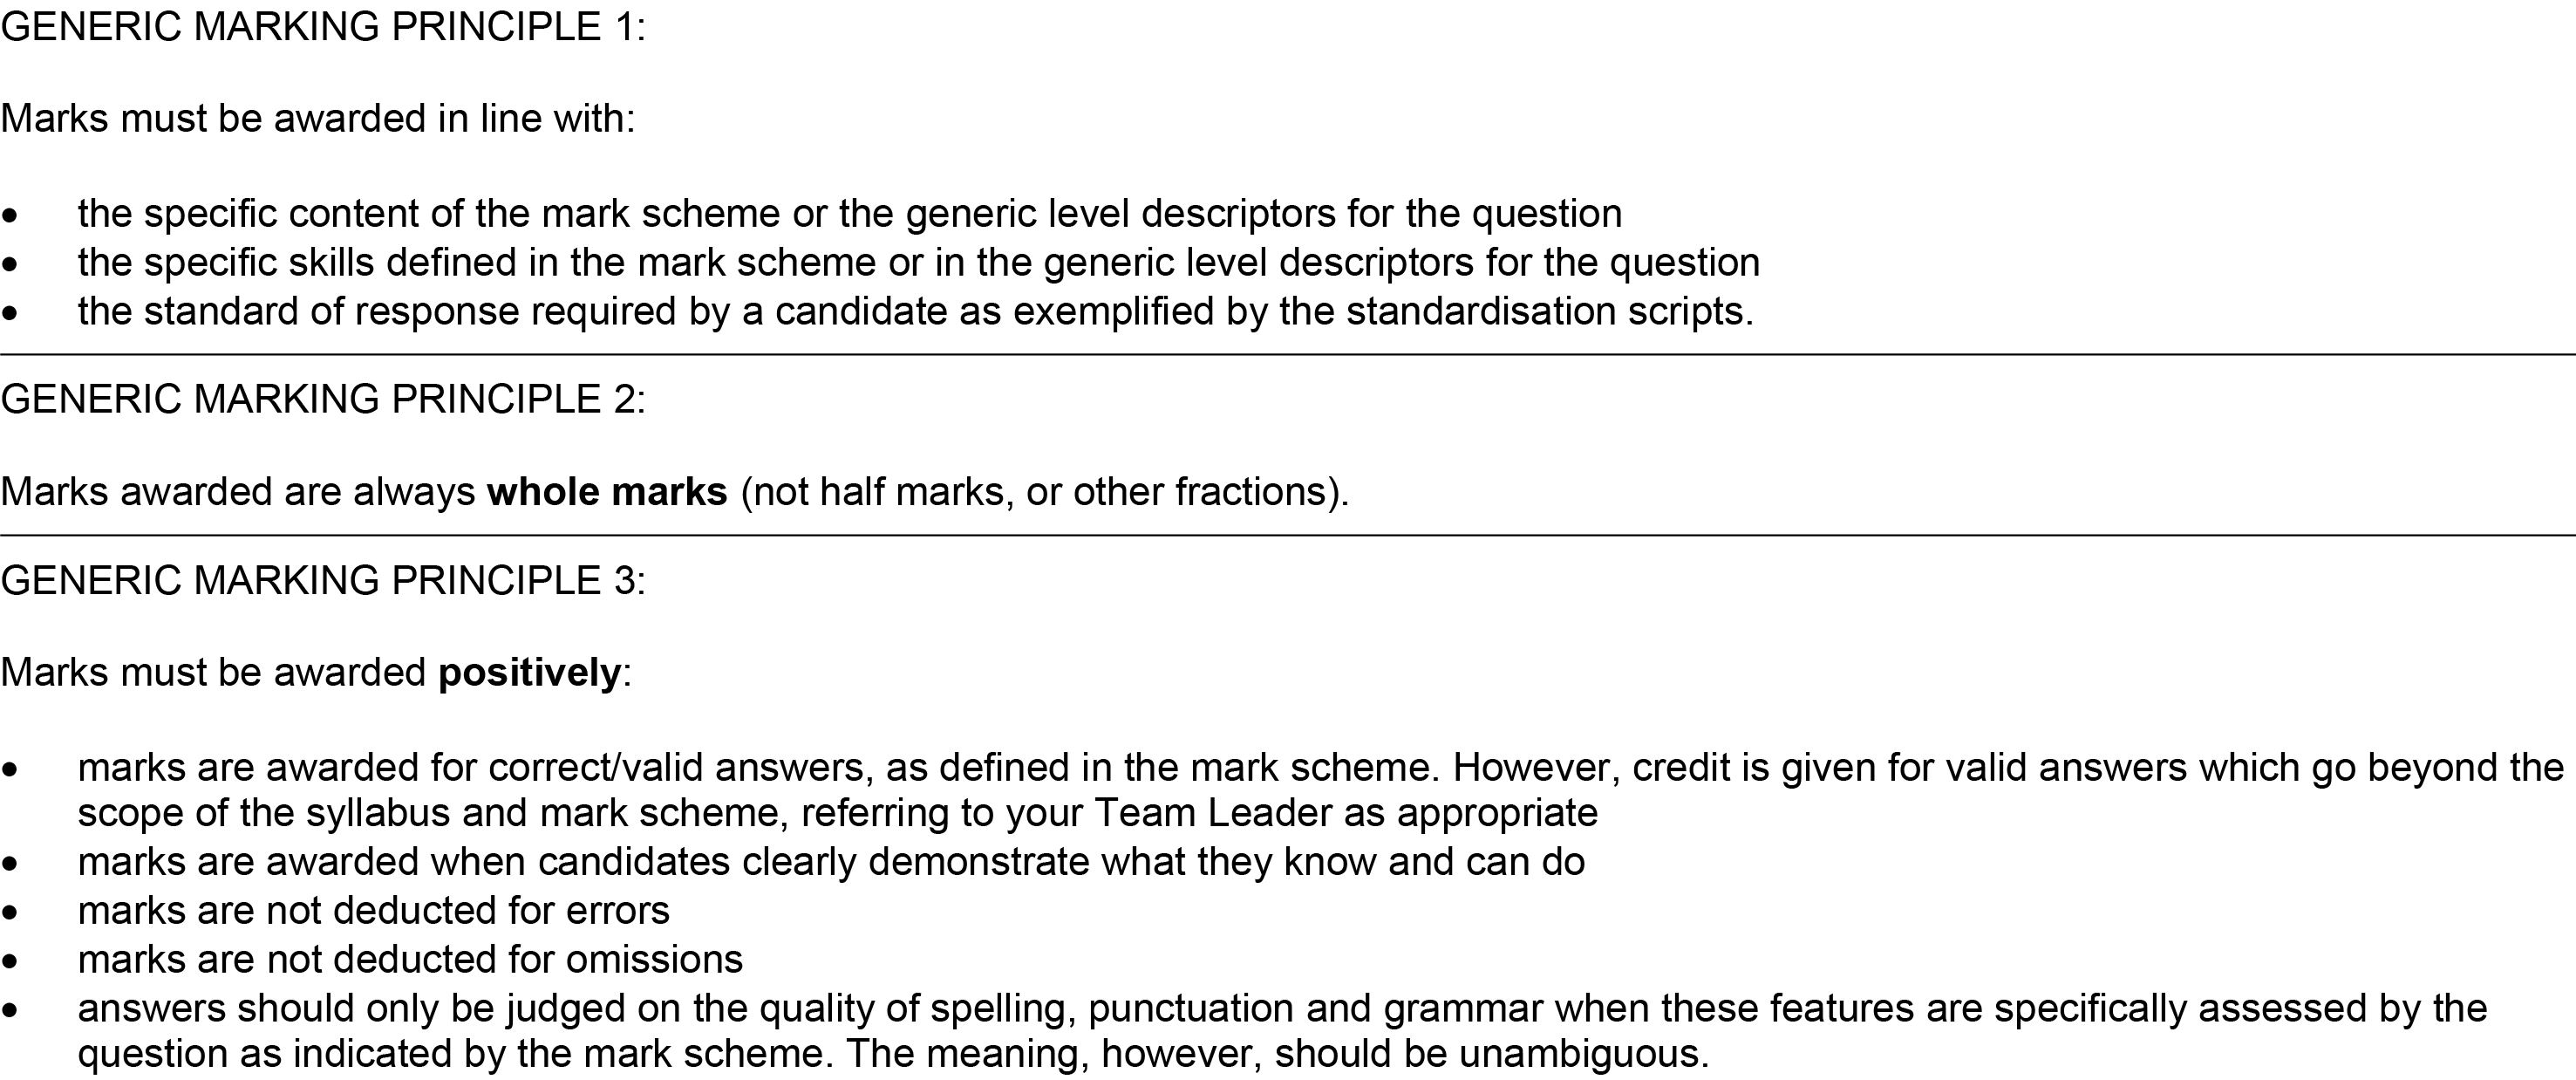 GENERIC MARKING PRINCIPLE 1:
Marks must be awarded in line with:
• the specific content of the mark scheme or the generic level descriptors for the question
• the specific skills defined in the mark scheme or in the generic level descriptors for the question
• the standard of response required by a candidate as exemplified by the standardisation scripts.
GENERIC MARKING PRINCIPLE 2:
Marks awarded are always whole marks (not half marks, or other fractions).
GENERIC MARKING PRINCIPLE 3:
Marks must be awarded positively:
• marks are awarded for correct/valid answers, as defined in the mark scheme. However, credit is given for valid answers which go beyond the
scope of the syllabus and mark scheme, referring to your Team Leader as appropriate
• marks are awarded when candidates clearly demonstrate what they know and can do
• marks are not deducted for errors
• marks are not deducted for omissions
• answers should only be judged on the quality of spelling, punctuation and grammar when these features are specifically assessed by the
question as indicated by the mark scheme. The meaning, however, should be unambiguous.